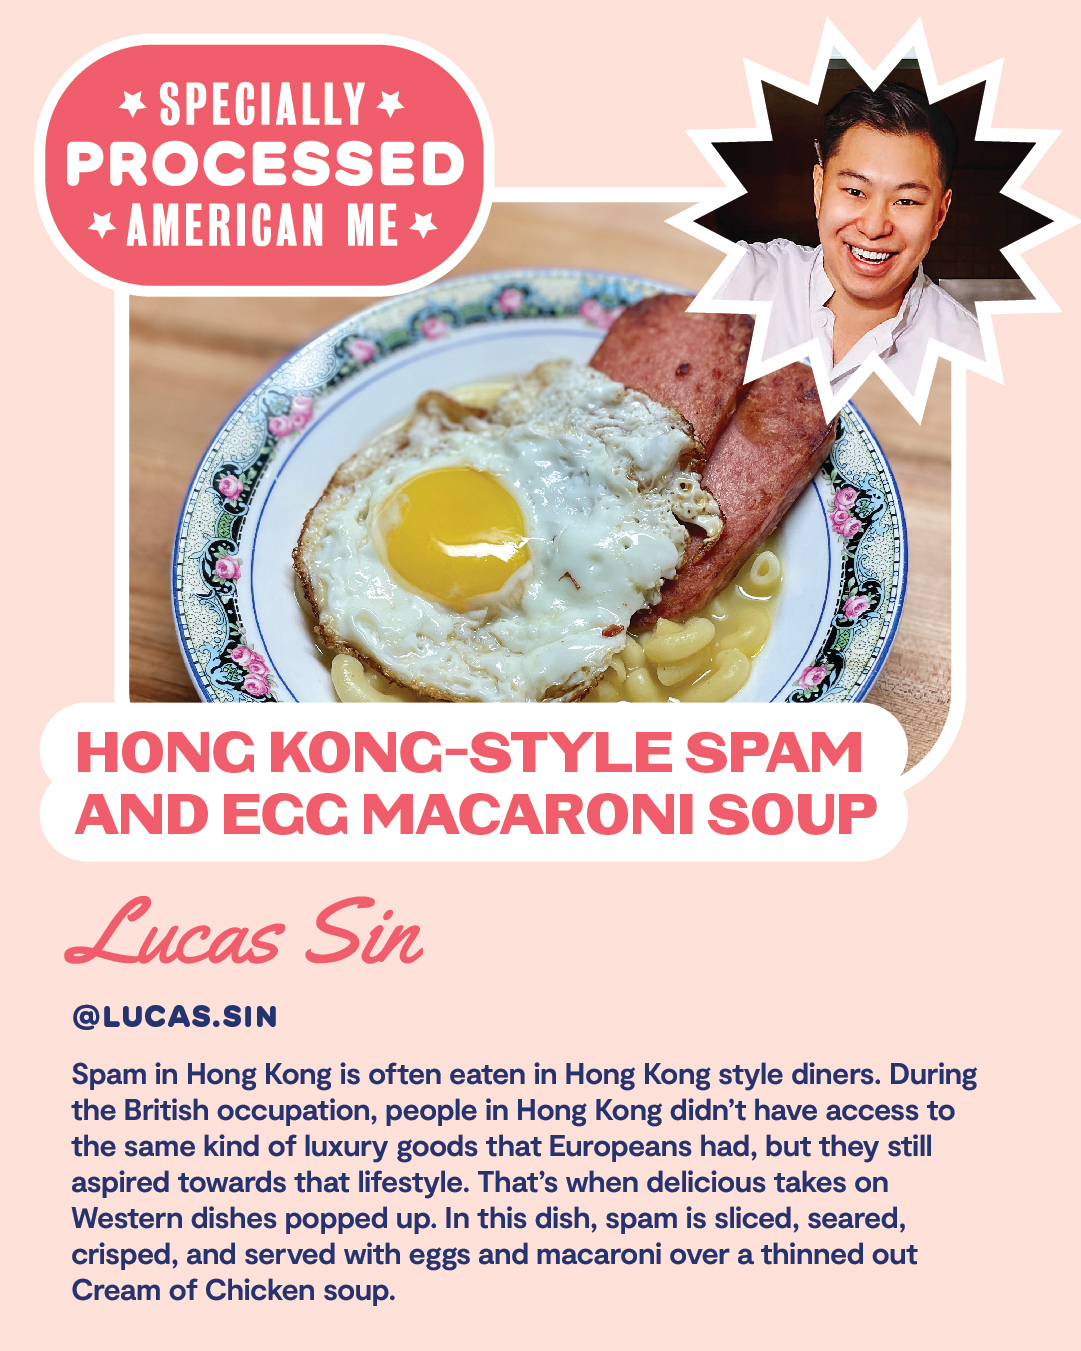 SPECIALLY
PROCESSED
AMERICAN ME
HONG KONG-STYLE SPAM
AND EGG MACARONI SOUP
Lucas Sin
@LUCAS.SIN
Spam in Hong Kong is often eaten in Hong Kong style diners. During
the British occupation, people in Hong Kong didn’t have access to
the same kind of luxury goods that Europeans had, but they still
aspired towards that lifestyle. That’s when delicious takes on
Western dishes popped up. In this dish, spam is sliced, seared,
crisped, and served with eggs and macaroni over a thinned out
Cream of Chicken soup.